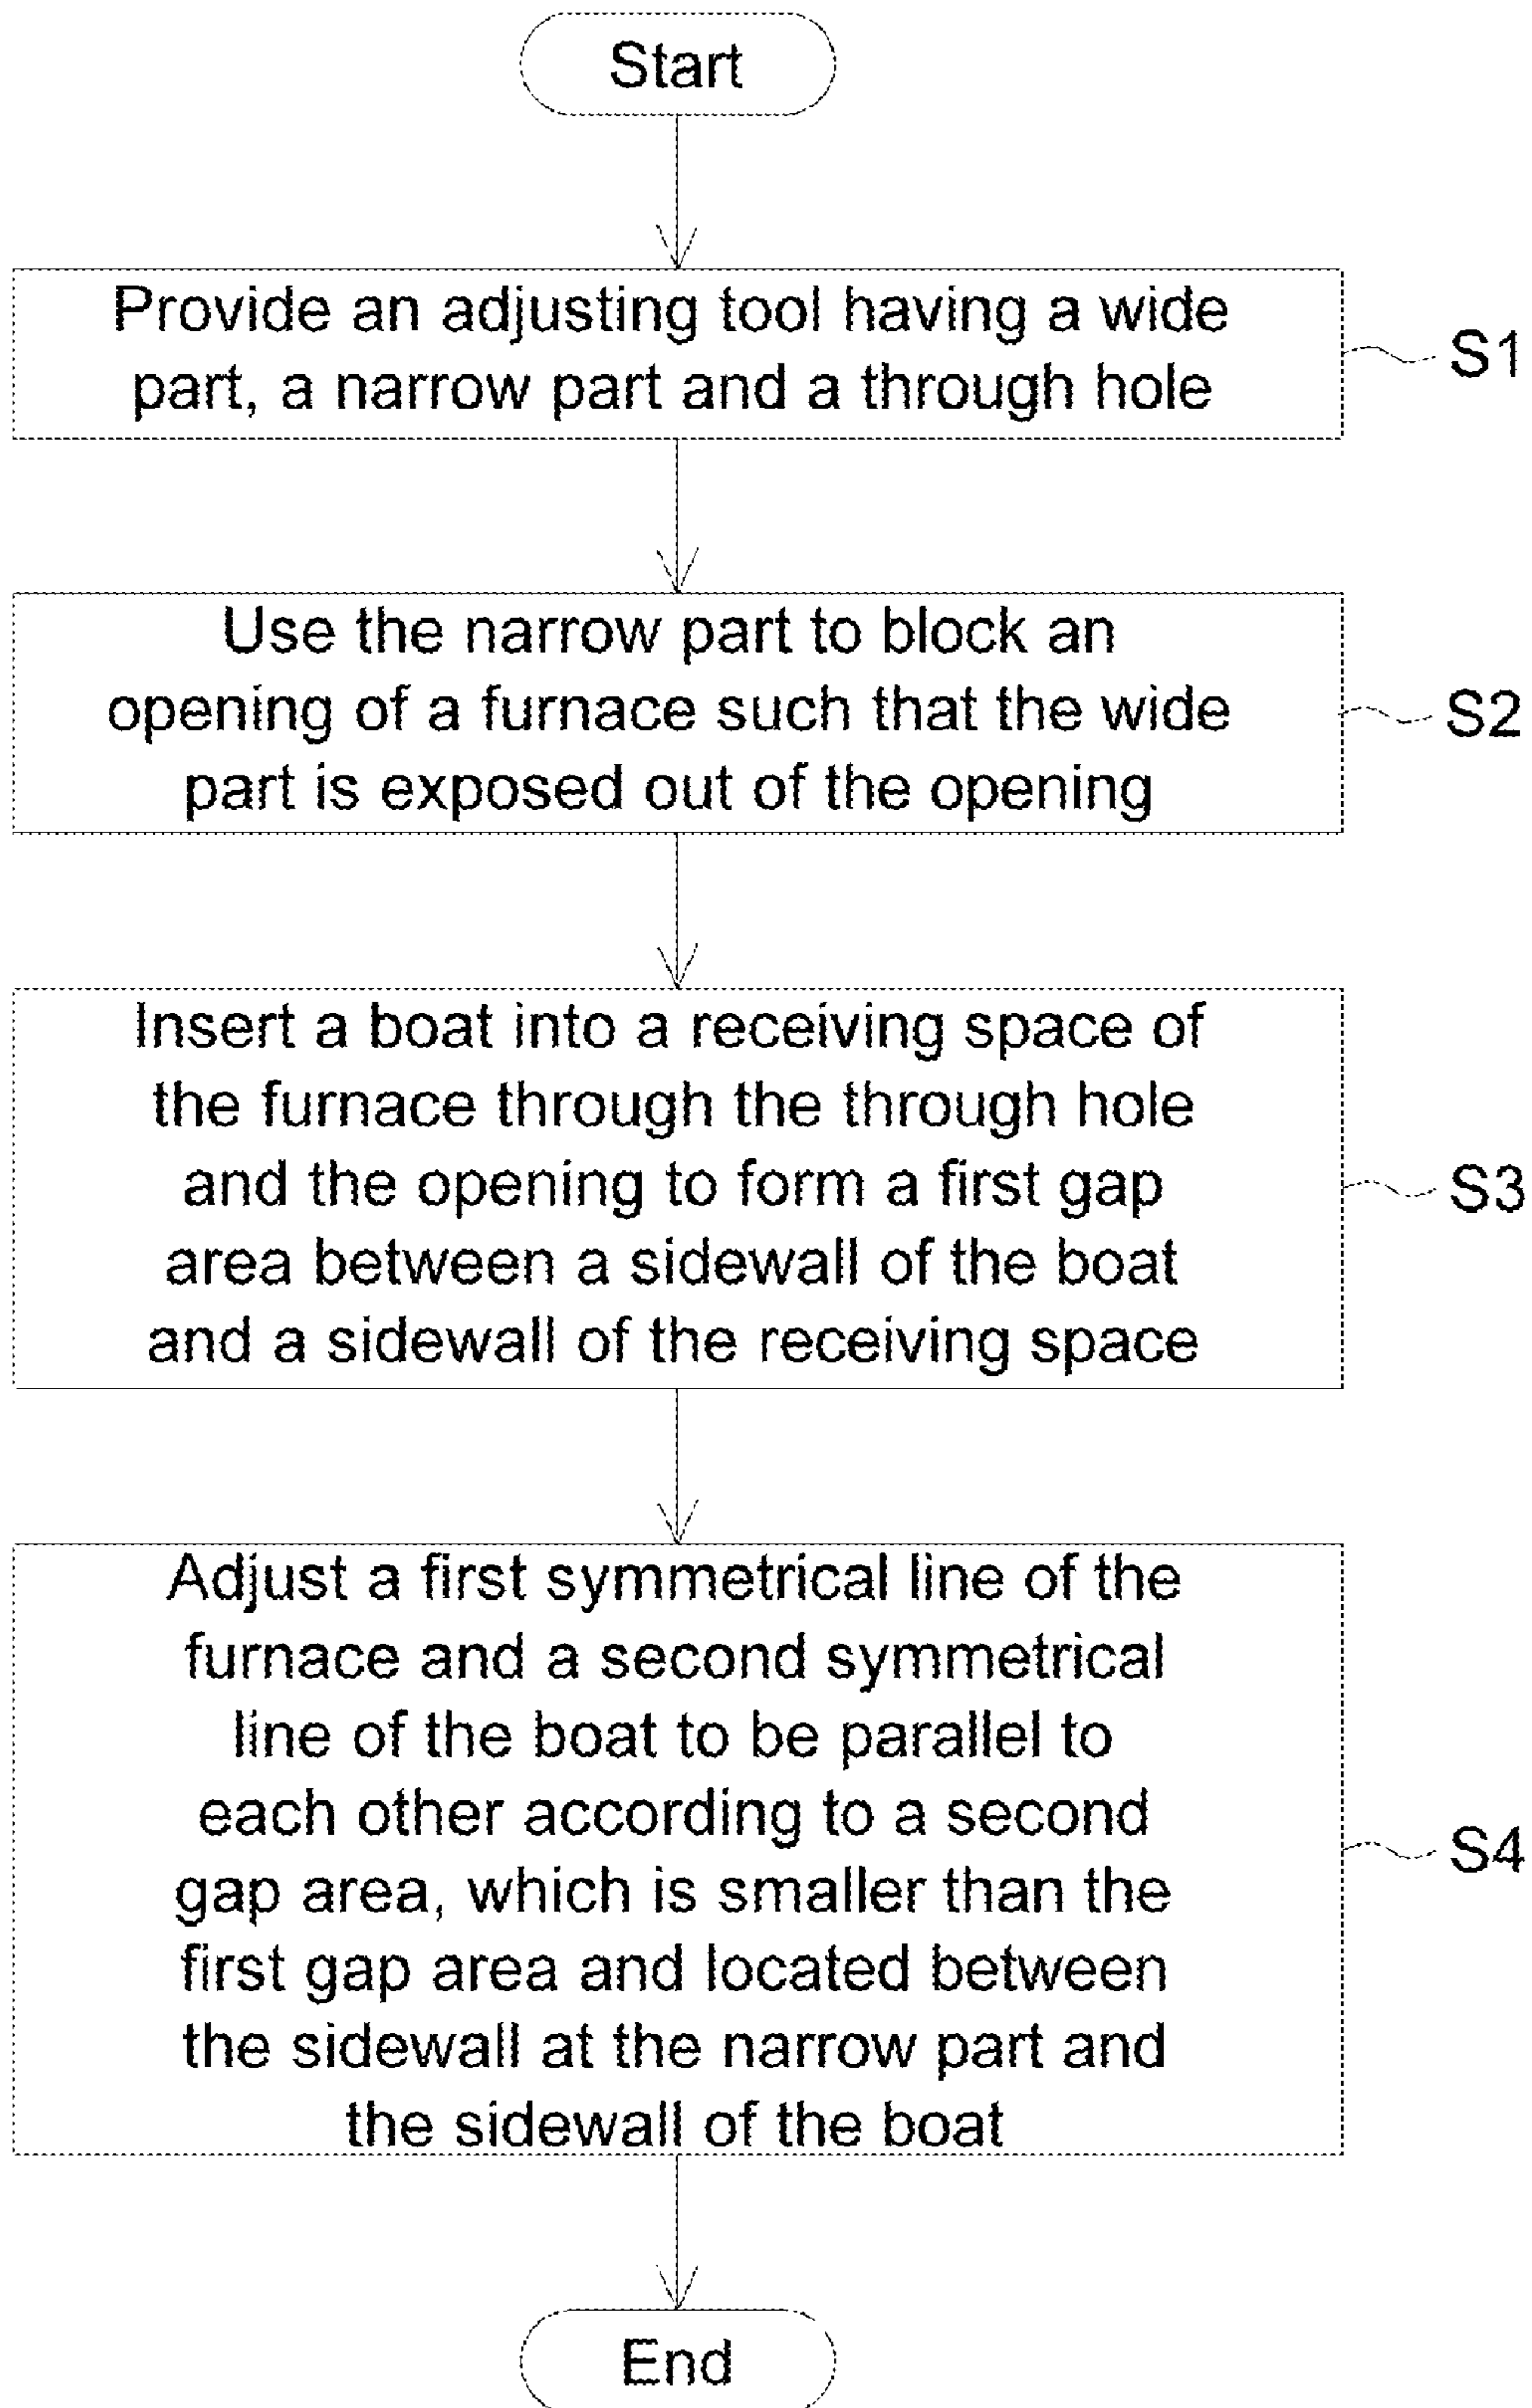 Start
Provide an adjusting tool having a wide
part, a narrow part and a through hole
S1
Use the narrow part to block an
opening of a furnace such that the wide
part is exposed out of the opening
S2
Insert a boat into a receiving space of
the furnace through the through hole
and the opening to form a first gap
area between a sidewall of the boat
and a sidewall of the receiving space
S3
Adjust a first symmetrical line of the
furnace and a second symmetrical
line of the boat to be parallel to
each other according to a second
gap area, which is smaller than the
first gap area and located between
the sidewall at the narrow part and
the sidewall of the boat
S4
End